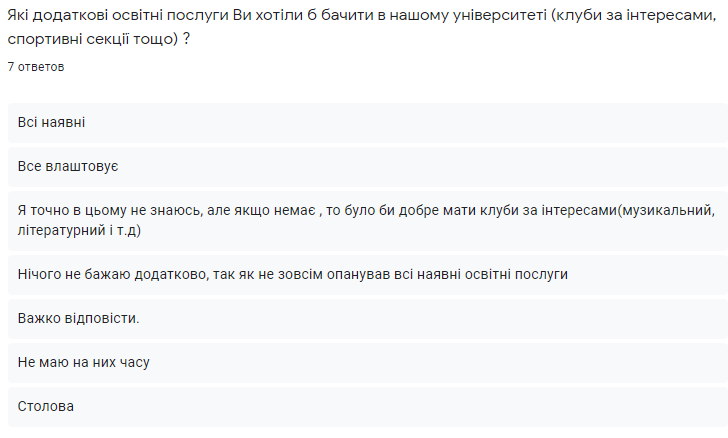 Які додаткові освітні послуги Ви хотіли б бачити в нашому університеті (клуби за інтересами,
спортивні секції тощо) ?
7 ответов
Всі наявні
Все влаштовує
Я точно в цьому не знаюсь, але якщо немає , то було би добре мати клуби за інтересами(музикальний,
літературний і т.д)
Нічого не бажаю додатково, так як не зовсім опанував всі наявні освітні послуги
Важко відповісти.
Не маю на них часу
Столова